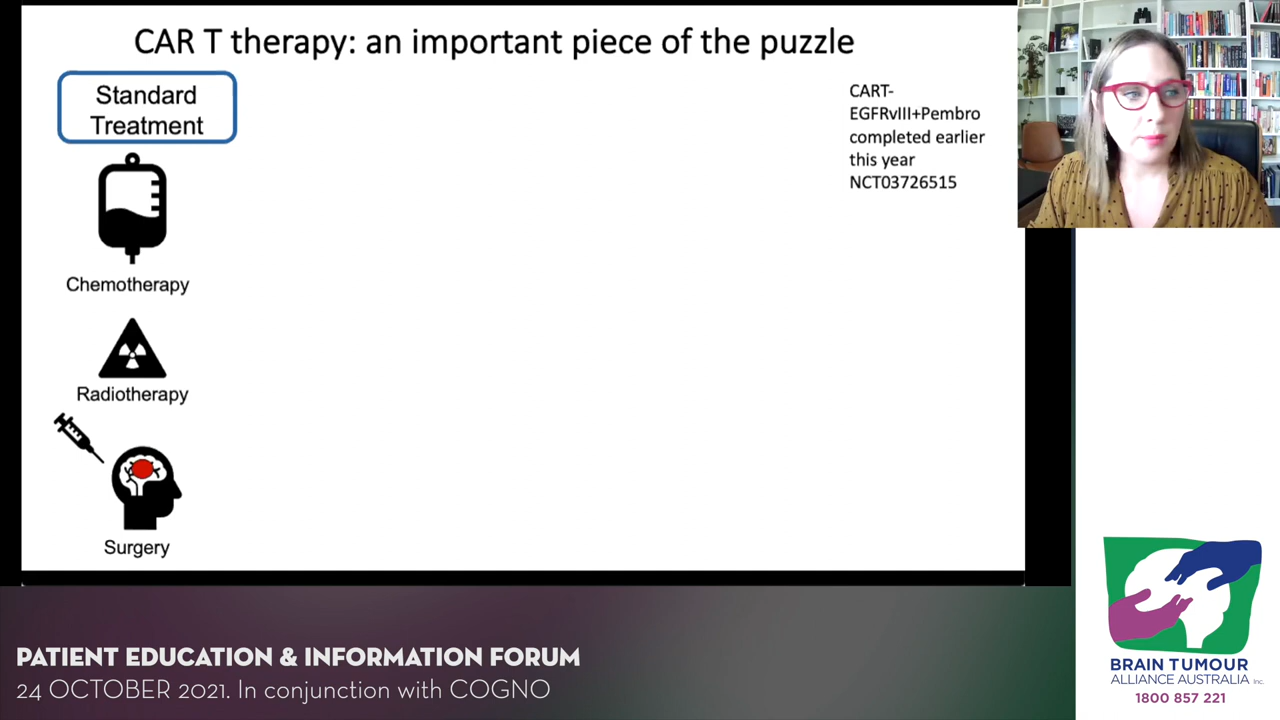 CAR T therapy: an important piece of the puzzle
Standard
Treatment
Chemotherapy
Radiotherapy
Surgery
CART-
EGFRvIII+Pembro
completed earlier
this year
NCT03726515
PATIENT EDUCATION & INFORMATION FORUM
24 OCTOBER 2021. In conjunction with COGNO
BRAIN TUMOUR
ALLIANCE AUSTRALIA Inc.
1800 857 221